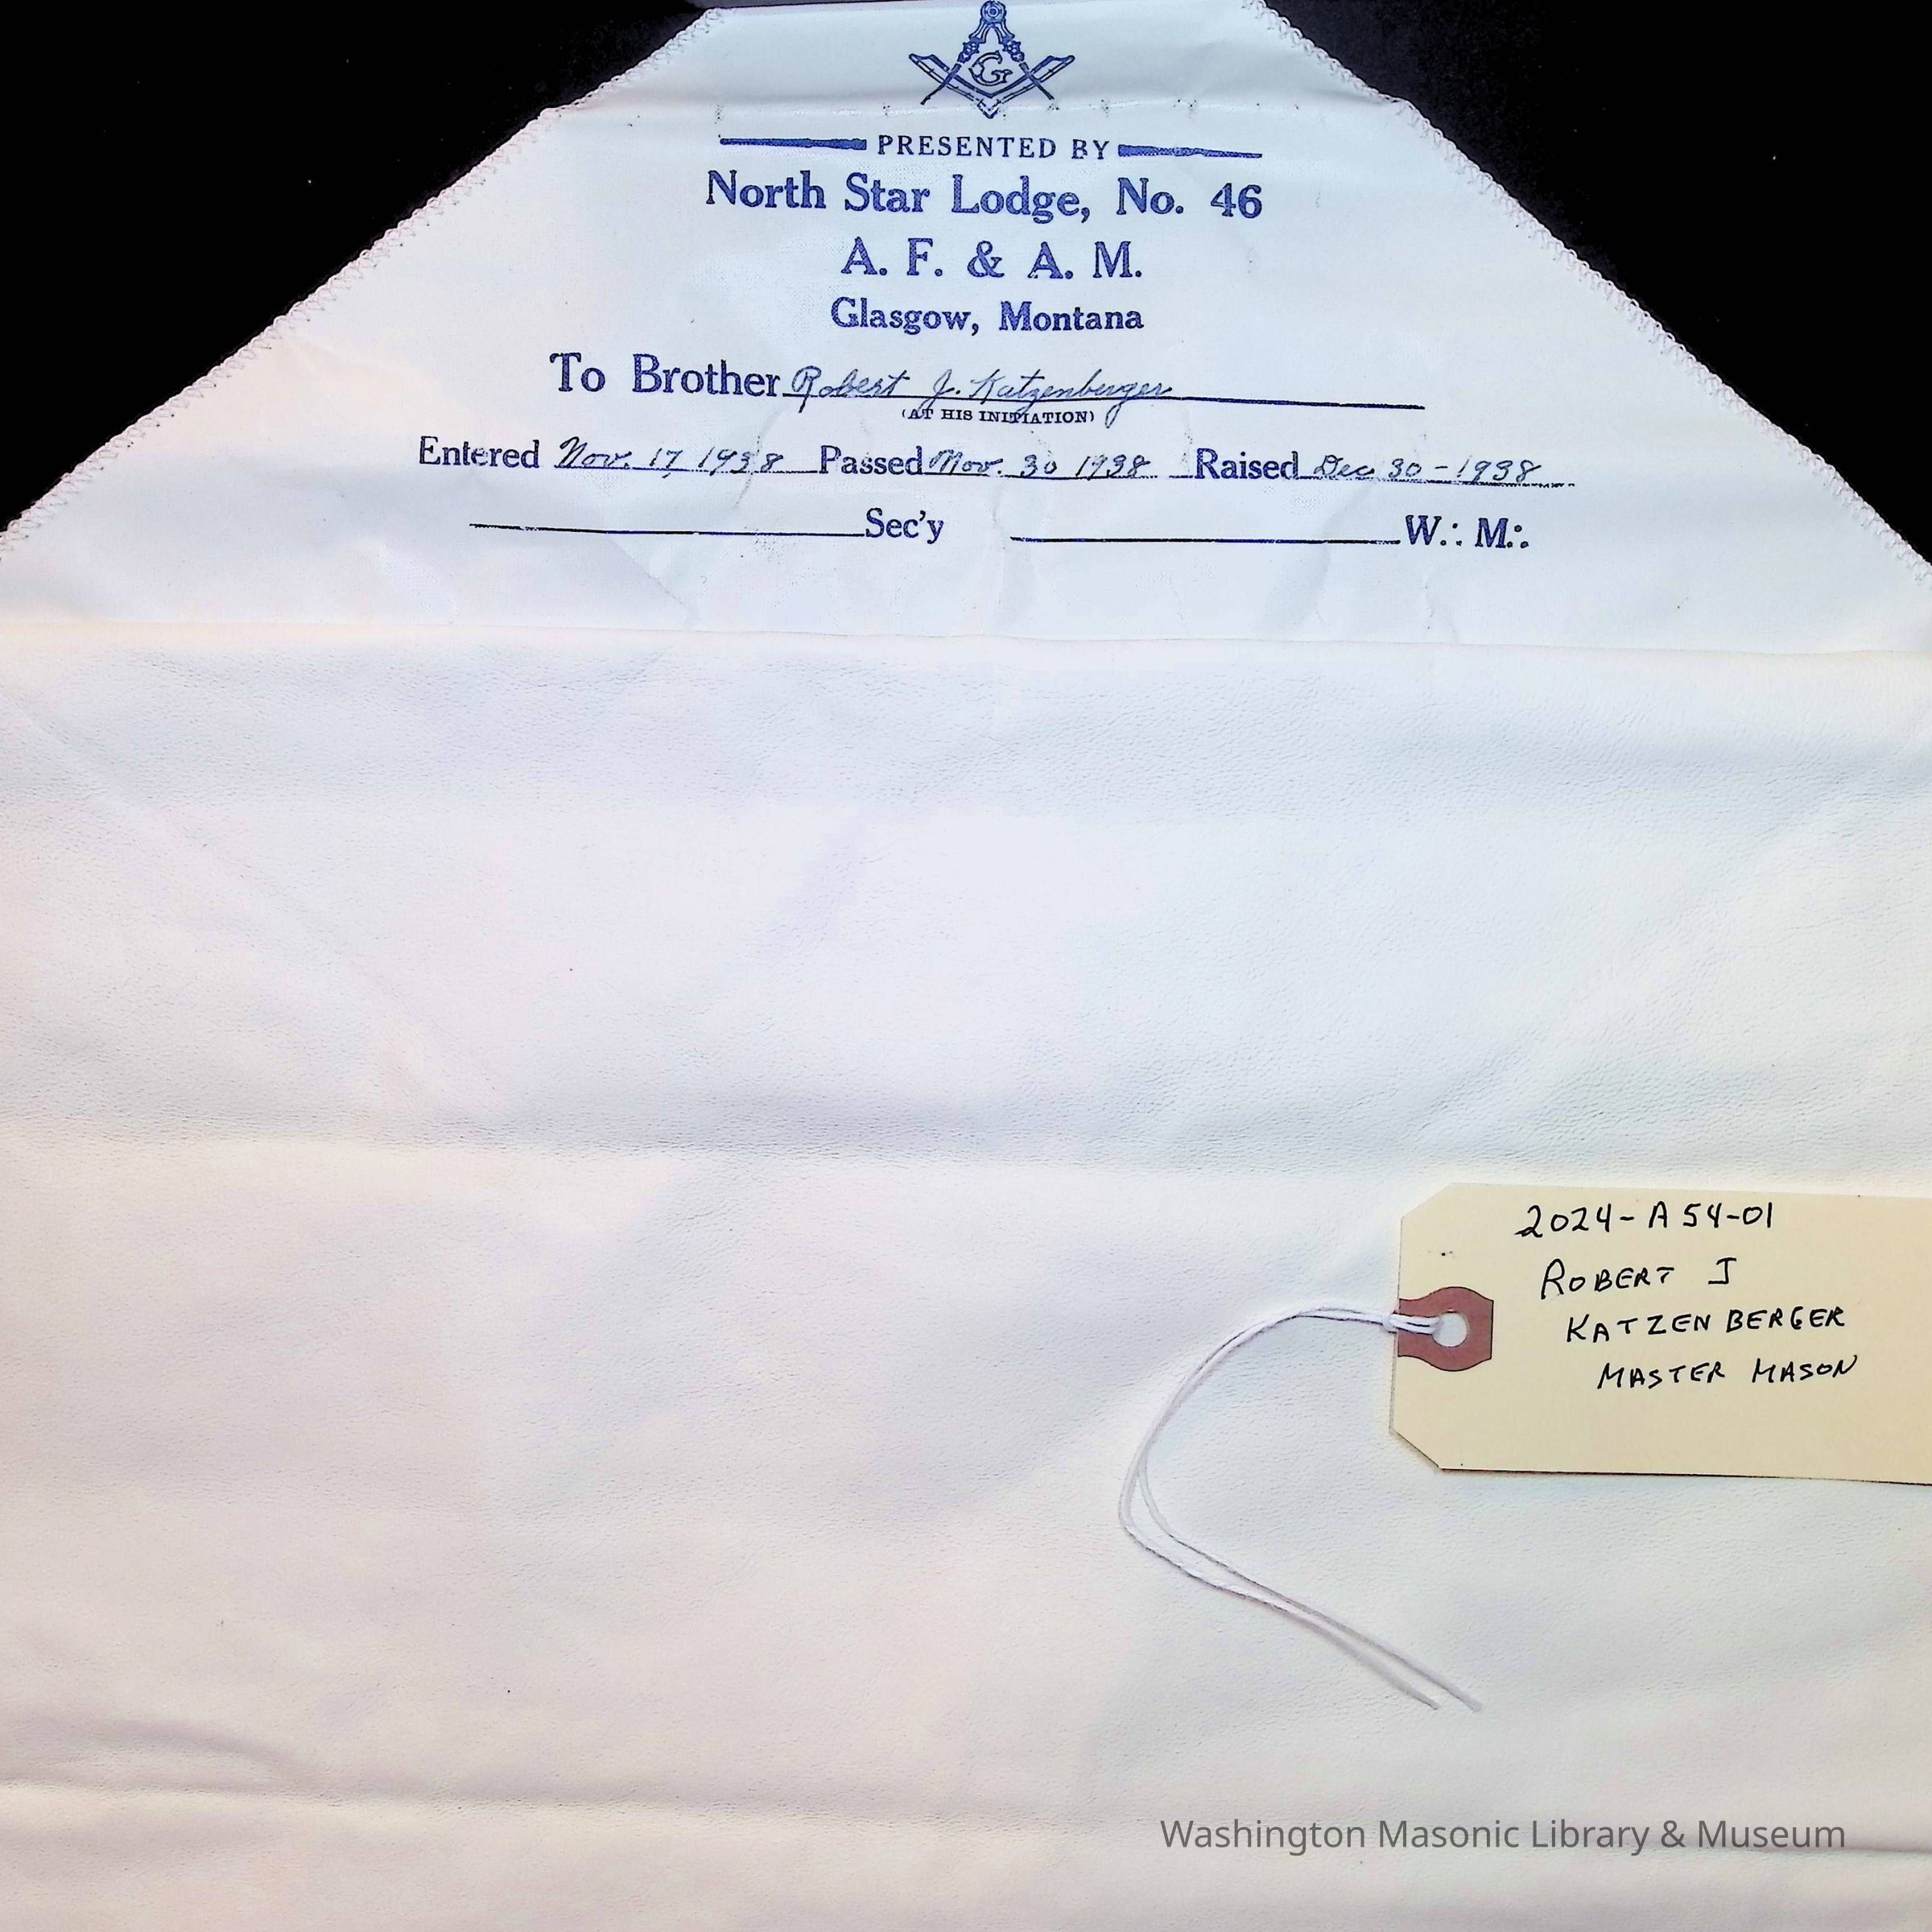 G
PRESENTED BY
North Star Lodge, No. 46
A. F. & A. M.
Glasgow, Montana
To Brother Robert J. Katzenberger
(AT HIS INITIATION)
Entered Nov. 17 1938 Passed Nov. 30 1938 Raised Dec 30-1938
Sec'y W.∴ M∴
2024-A54-01
ROBERT J
KATZENBERGER
MASTER MASON
Washington Masonic Library & Museum